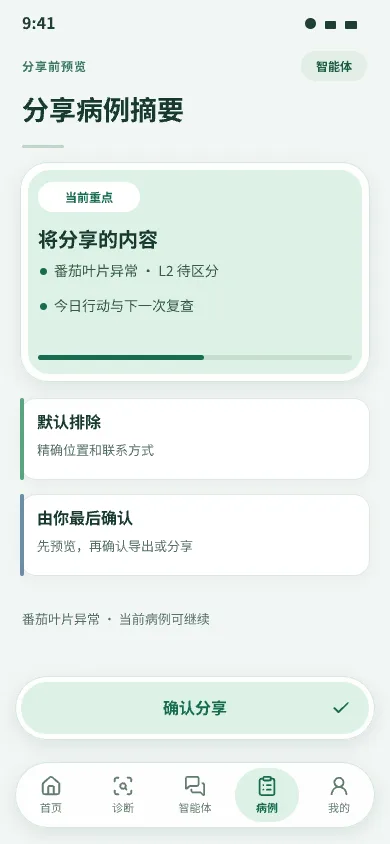 9:41
分享前预览
智能体
分享病例摘要
当前重点
将分享的内容
番茄叶片异常 · L2 待区分
今日行动与下一次复查
默认排除
精确位置和联系方式
由你最后确认
先预览，再确认导出或分享
番茄叶片异常 · 当前病例可继续
确认分享
首页
诊断
智能体
病例
我的